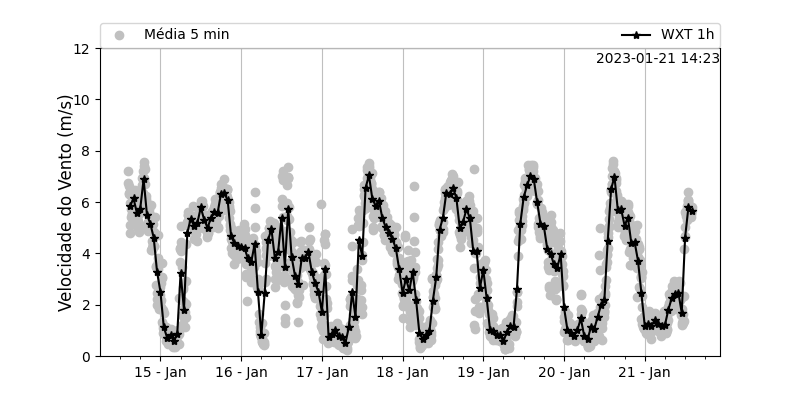 Média 5 min
WXT 1h
2023-01-21 14:23
Velocidade do Vento (m/s)
12
10
8
6
4
2
0
15 - Jan
16 - Jan
17 - Jan
18 - Jan
19 - Jan
20 - Jan
21 - Jan